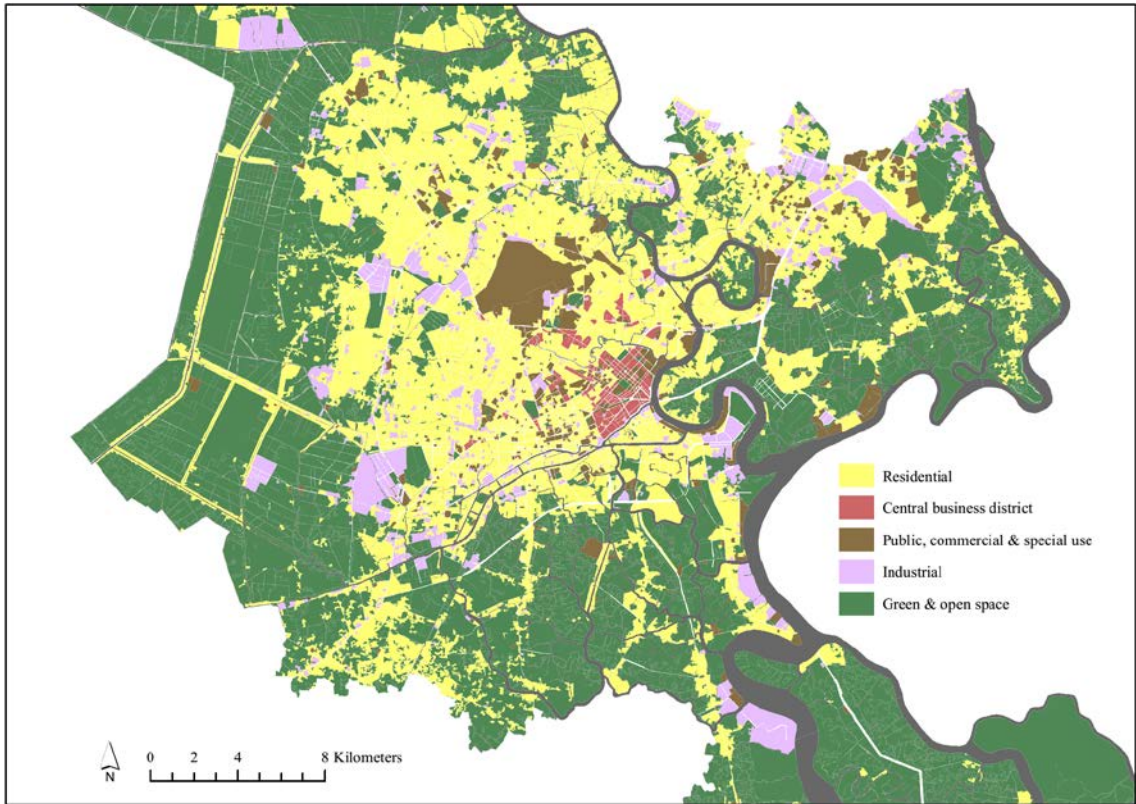 Residential
Central business district
Public, commercial & special use
Industrial
Green & open space
N
0 2 4 8 Kilometers